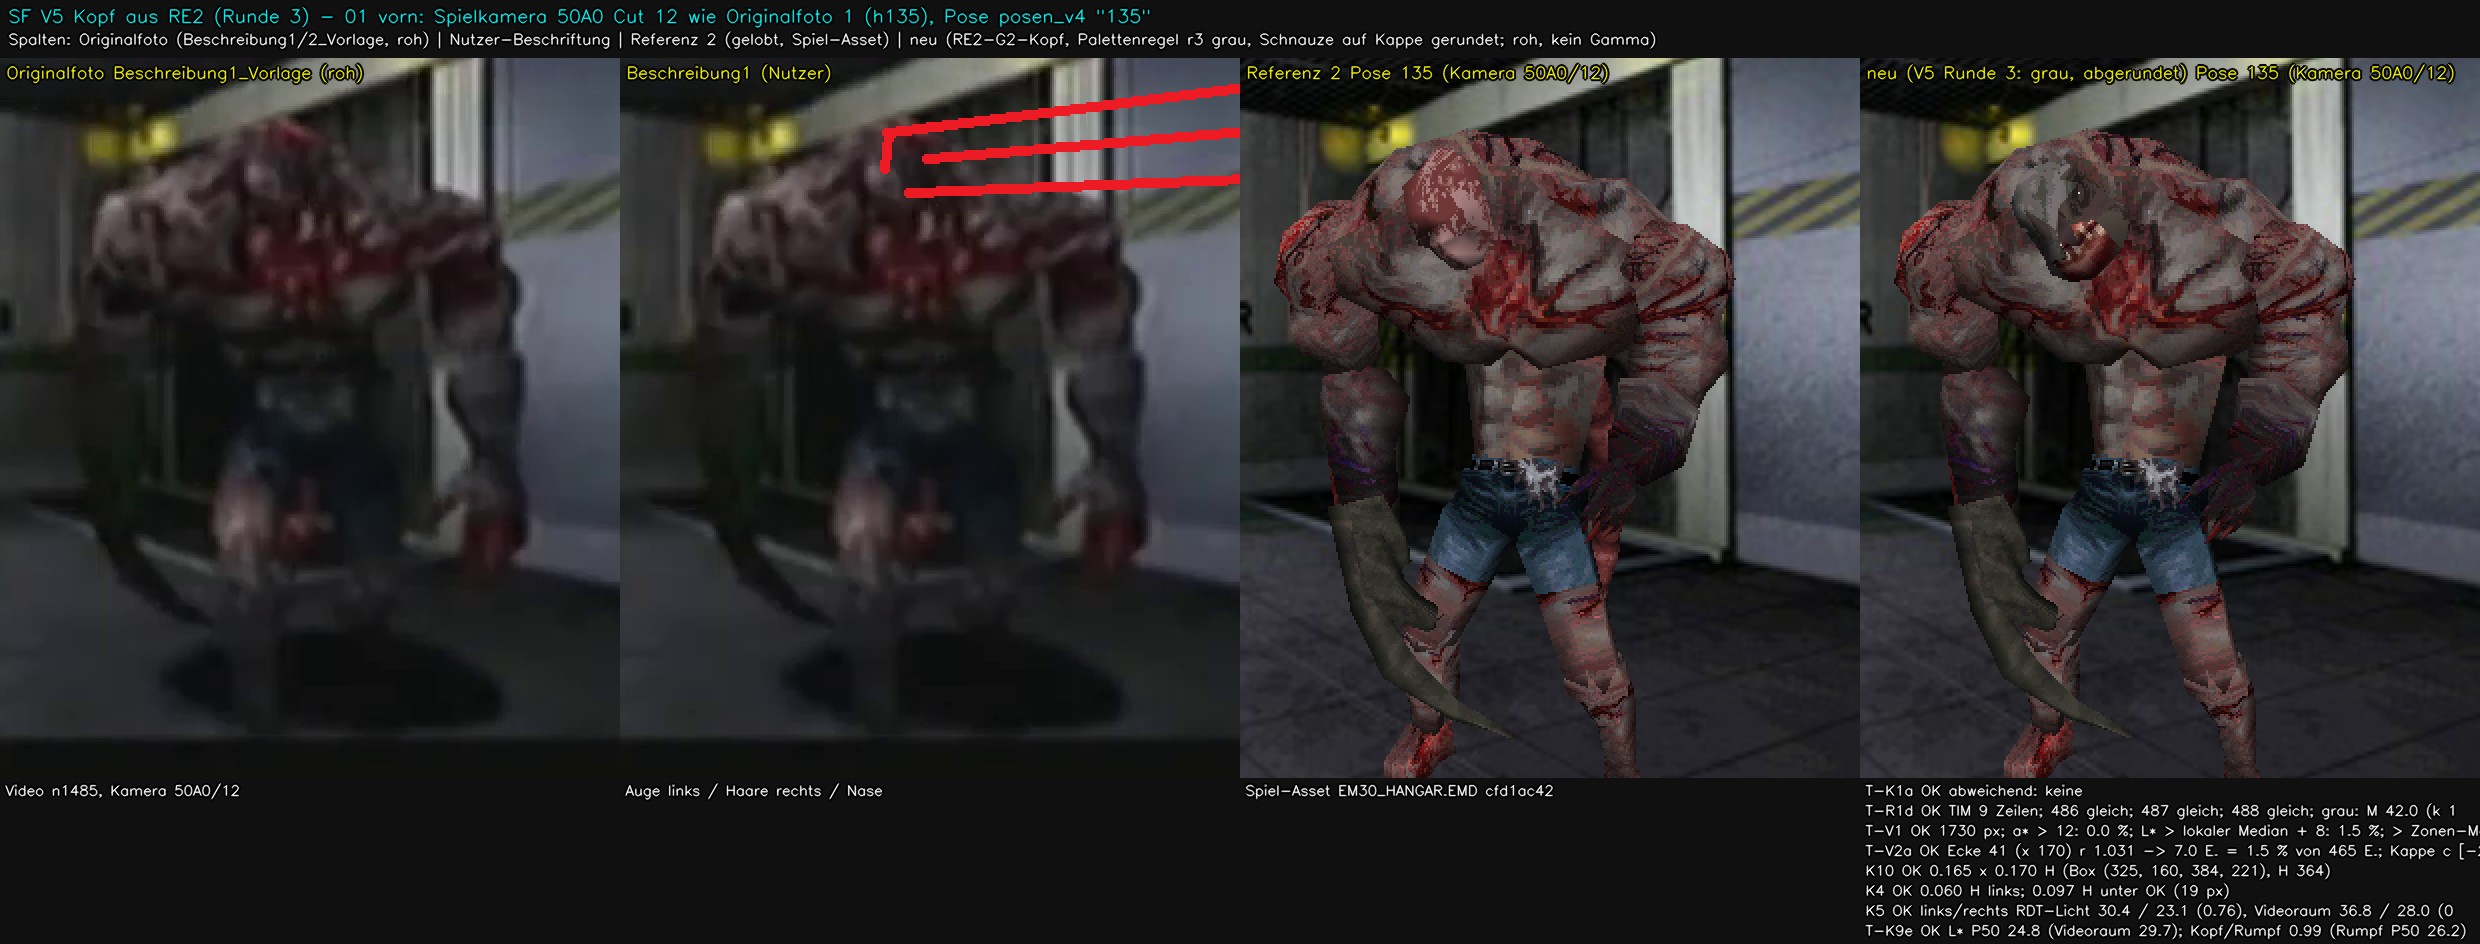 SF V5 Kopf aus RE2 (Runde 3) – 01 vorn: Spielkamera 50A0 Cut 12 wie Originalfoto 1 (h135), Pose posen_v4 "135"
Spalten: Originalfoto (Beschreibung1/2_Vorlage, roh) | Nutzer-Beschriftung | Referenz 2 (gelobt, Spiel-Asset) | neu (RE2-G2-Kopf, Palettenregel r3 grau, Schnauze auf Kappe gerundet; roh, kein Gamma)
Originalfoto Beschreibung1_Vorlage (roh)
Beschreibung1 (Nutzer)
Referenz 2 Pose 135 (Kamera 50A0/12)
neu (V5 Runde 3: grau, abgerundet) Pose 135 (Kamera 50A0/12)
R
R
Video n1485, Kamera 50A0/12
Auge links / Haare rechts / Nase
Spiel-Asset EM30_HANGAR.EMD cfd1ac42
T-K1a OK abweichend: keine
T-R1d OK TIM 9 Zeilen; 486 gleich; 487 gleich; 488 gleich; grau: M 42.0 (k 1
T-V1 OK 1730 px; a* > 12: 0.0 %; L* > lokaler Median + 8: 1.5 %; > Zonen-M
T-V2a OK Ecke 41 (x 170) r 1.031 -> 7.0 E. = 1.5 % von 465 E.; Kappe c [-
K10 OK 0.165 x 0.170 H (Box (325, 160, 384, 221), H 364)
K4 OK 0.060 H links; 0.097 H unter OK (19 px)
K5 OK links/rechts RDT-Licht 30.4 / 23.1 (0.76), Videoraum 36.8 / 28.0 (0
T-K9e OK L* P50 24.8 (Videoraum 29.7); Kopf/Rumpf 0.99 (Rumpf P50 26.2)